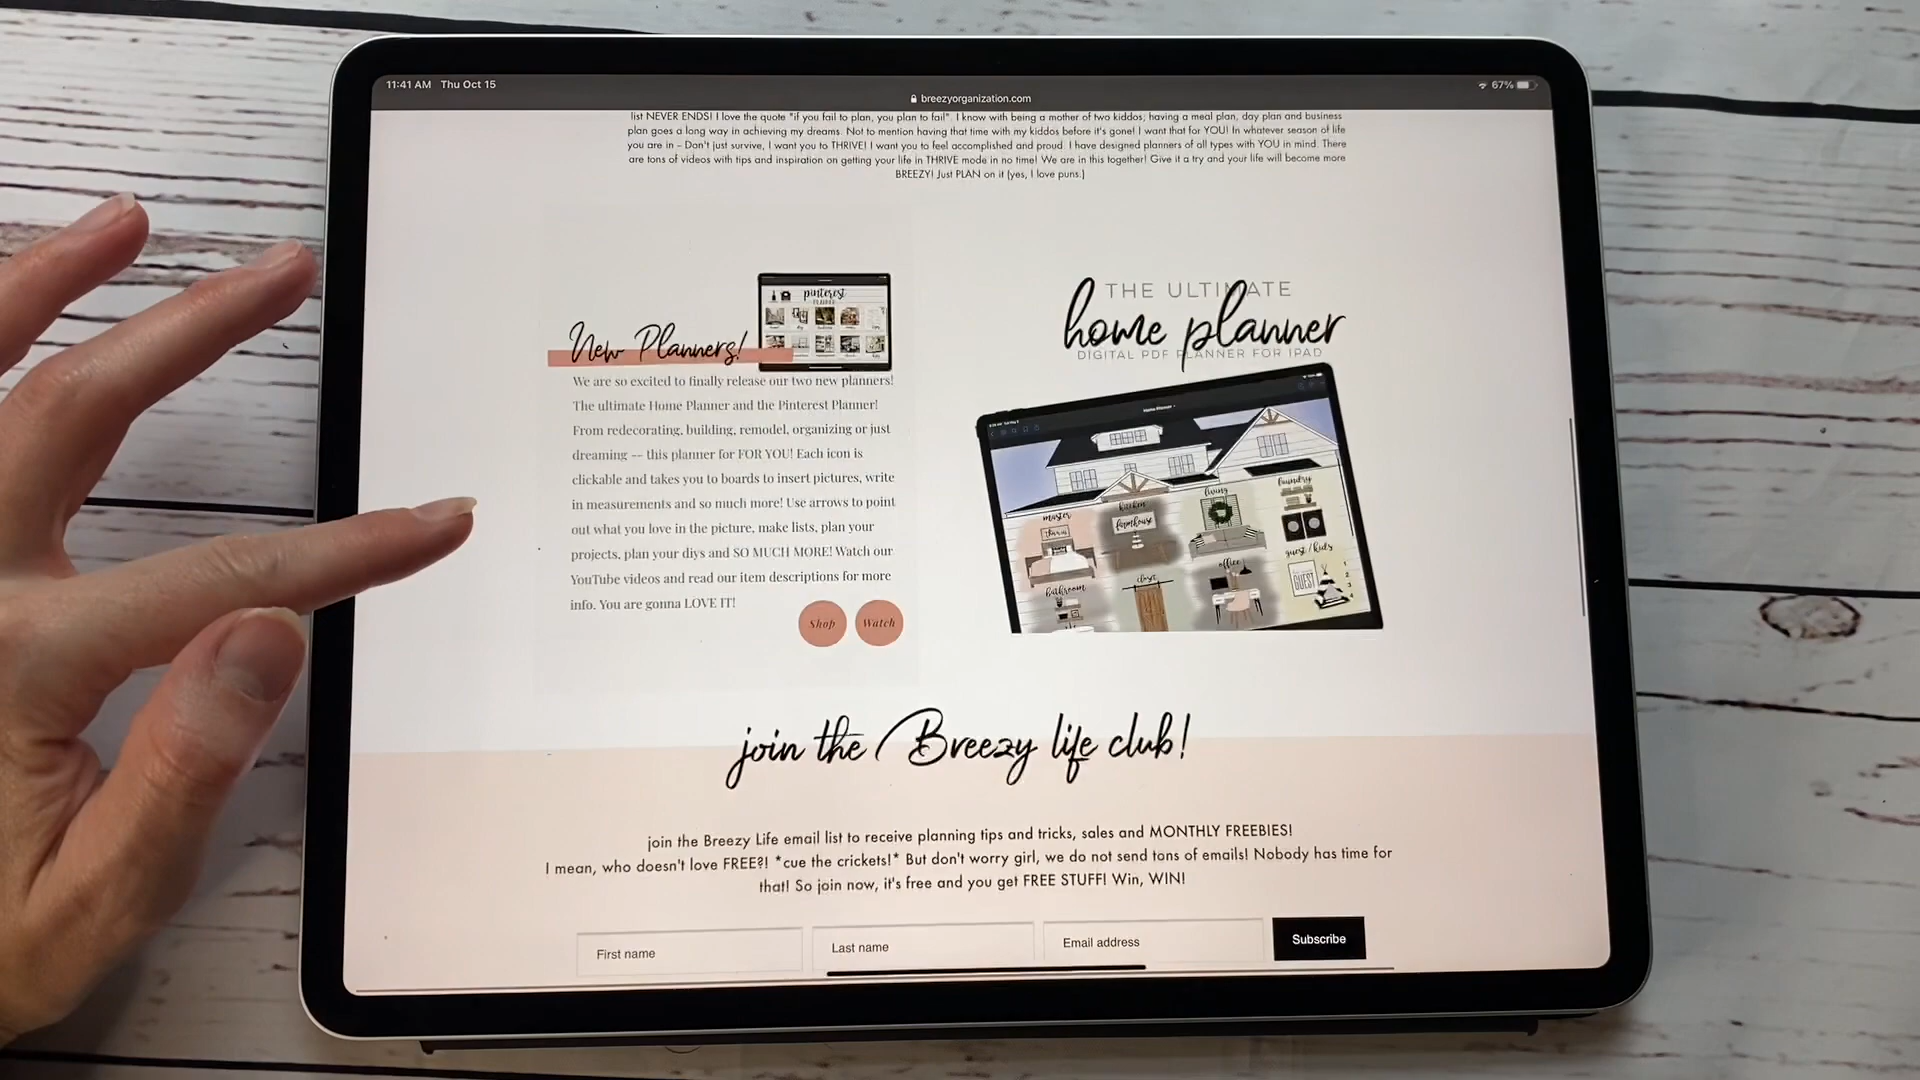 11:41 AM Thu Oct 15
67%
breezyorganization.com
list NEVER ENDS! I love the quote "if you fail to plan, you plan to fail". I know with being a mother of two kiddos; having a meal plan, day plan and business
plan goes a long way in achieving my dreams. Not to mention having that time with my kiddos before it's gone! I want that for YOU! In whatever season of life
you are in – Don't just survive, I want you to THRIVE! I want you to feel accomplished and proud. I have designed planners of all types with YOU in mind. There
are tons of videos with tips and inspiration on getting your life in THRIVE mode in no time! We are in this together! Give it a try and your life will become more
BREEZY! Just PLAN on it (yes, I love puns.)
pinterest
PLANNER
New Planners!
We are so excited to finally release our two new planners!
The ultimate Home Planner and the Pinterest Planner!
From redecorating, building, remodel, organizing or just
dreaming -- this planner for FOR YOU! Each icon is
clickable and takes you to boards to insert pictures, write
in measurements and so much more! Use arrows to point
out what you love in the picture, make lists, plan your
projects, plan your diys and SO MUCH MORE! Watch our
YouTube videos and read our item descriptions for more
info. You are gonna LOVE IT!
Shop
Watch
THE ULTIMATE
home planner
DIGITAL PDF PLANNER FOR IPAD
Home Planner
master
kitchen
farmhouse
living
laundry
bathroom
closet
office
guest / kids
GUEST
join the Breezy life club!
join the Breezy Life email list to receive planning tips and tricks, sales and MONTHLY FREEBIES!
I mean, who doesn't love FREE?! *cue the crickets!* But don't worry girl, we do not send tons of emails! Nobody has time for
that! So join now, it's free and you get FREE STUFF! Win, WIN!
First name
Last name
Email address
Subscribe